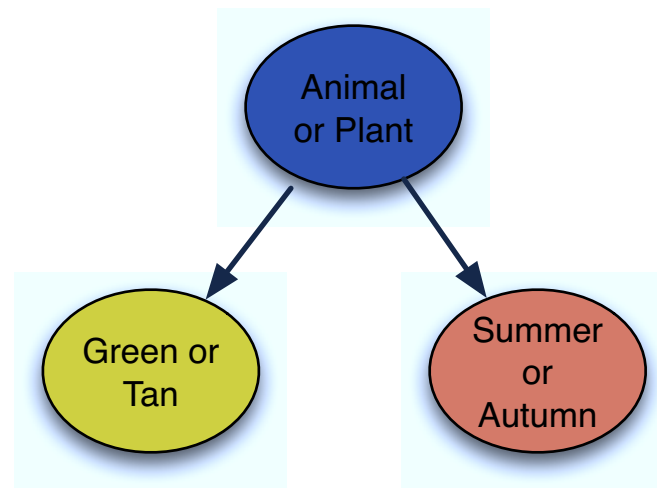 Animal
or Plant
Green or
Tan
Summer
or
Autumn